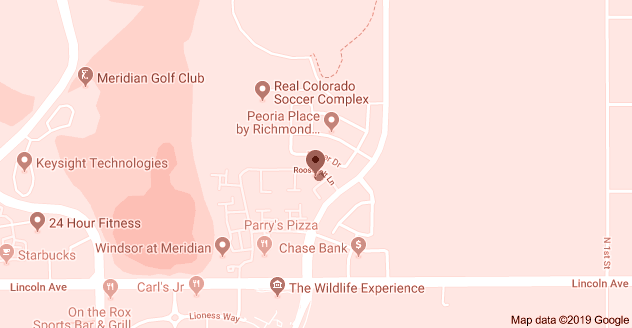 Meridian Golf Club
Real Colorado
Soccer Complex
Peoria Place
by Richmond...
Dr
Keysight Technologies
Ln
24 Hour Fitness
Parry's Pizza
Windsor at Meridian
Chase Bank
Starbucks
N 1st St
Lincoln Ave
Carl's Jr
The Wildlife Experience
Lincoln Ave
On the Rox
Sports Bar & Grill
Lioness Way
Map data ©2019 Google